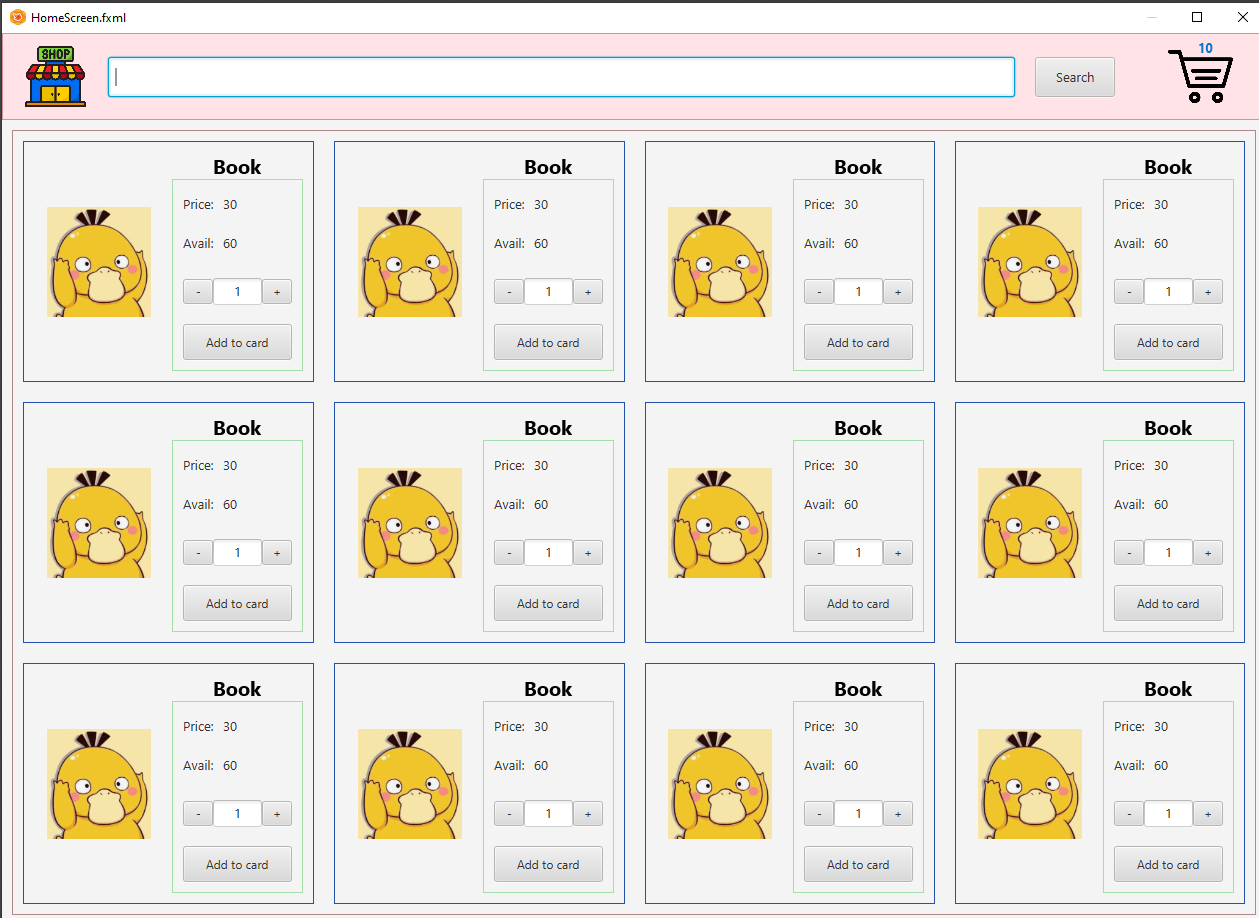 HomeScreen.fxml
SHOP
Search
10
Book Book Book Book
Price: 30 Price: 30 Price: 30 Price: 30
Avail: 60 Avail: 60 Avail: 60 Avail: 60
- 1 + - 1 + - 1 + - 1 +
Add to card Add to card Add to card Add to card
Book Book Book Book
Price: 30 Price: 30 Price: 30 Price: 30
Avail: 60 Avail: 60 Avail: 60 Avail: 60
- 1 + - 1 + - 1 + - 1 +
Add to card Add to card Add to card Add to card
Book Book Book Book
Price: 30 Price: 30 Price: 30 Price: 30
Avail: 60 Avail: 60 Avail: 60 Avail: 60
- 1 + - 1 + - 1 + - 1 +
Add to card Add to card Add to card Add to card